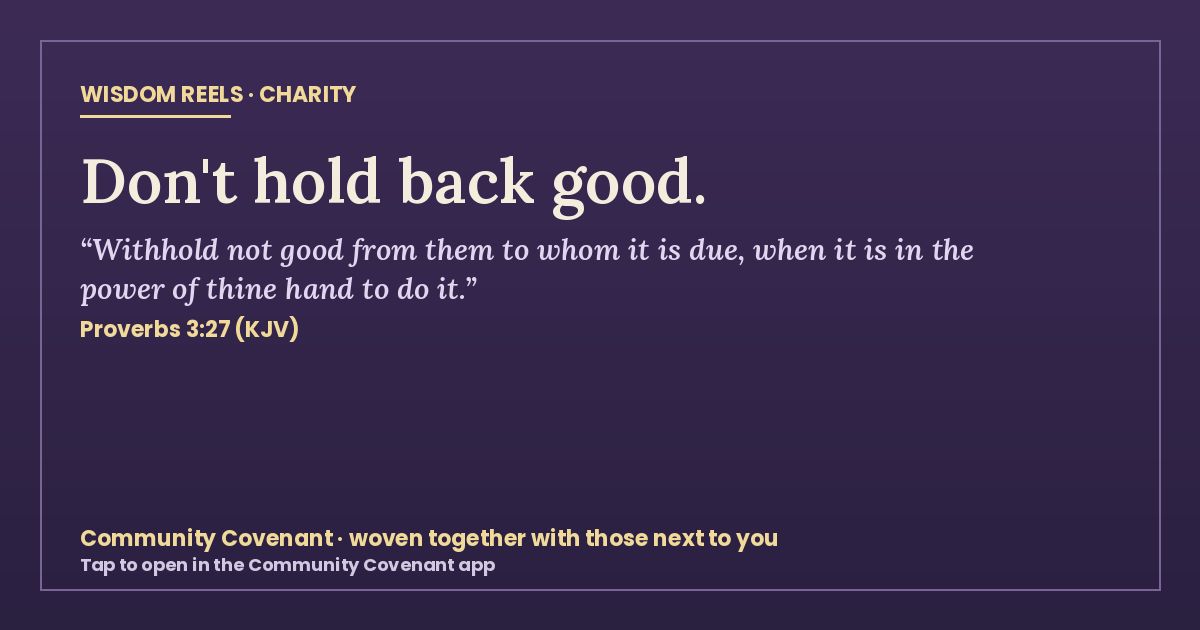 WISDOM REELS · CHARITY
Don't hold back good.
“Withhold not good from them to whom it is due, when it is in the
power of thine hand to do it.”
Proverbs 3:27 (KJV)
Community Covenant · woven together with those next to you
Tap to open in the Community Covenant app